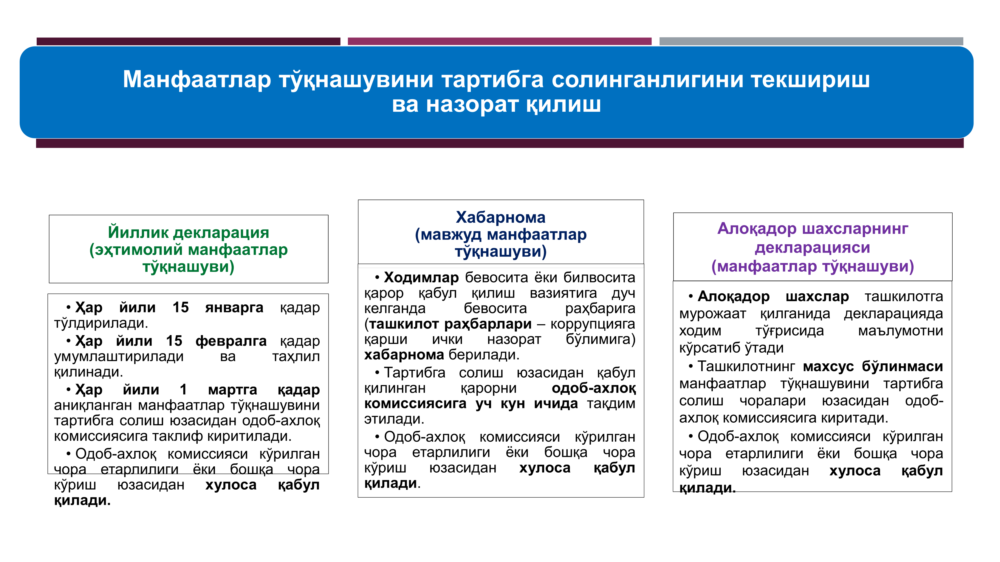 Манфаатлар тўқнашувини тартибга солинганлигини текшириш
ва назорат қилиш
Йиллик декларация
(эҳтимолий манфаатлар
тўқнашуви)
• Ҳар йили 15 январга қадар
тўлдирилади.
• Ҳар йили 15 февралга қадар
умумлаштирилади ва таҳлил
қилинади.
• Ҳар йили 1 мартга қадар
аниқланган манфаатлар тўқнашувини
тартибга солиш юзасидан одоб-ахлоқ
комиссиясига таклиф киритилади.
• Одоб-ахлоқ комиссияси кўрилган
чора етарлилиги ёки бошқа чора
кўриш юзасидан хулоса қабул
қилади.
Хабарнома
(мавжуд манфаатлар
тўқнашуви)
• Ходимлар бевосита ёки билвосита
қарор қабул қилиш вазиятига дуч
келганда бевосита раҳбарига
(ташкилот раҳбарлари – коррупцияга
қарши ички назорат бўлимига)
хабарнома берилади.
• Тартибга солиш юзасидан қабул
қилинган қарорни одоб-ахлоқ
комиссиясига уч кун ичида тақдим
этилади.
• Одоб-ахлоқ комиссияси кўрилган
чора етарлилиги ёки бошқа чора
кўриш юзасидан хулоса қабул
қилади.
Алоқадор шахсларнинг
декларацияси
(манфаатлар тўқнашуви)
• Алоқадор шахслар ташкилотга
мурожаат қилганида декларацияда
ходим тўғрисида маълумотни
кўрсатиб ўтади
• Ташкилотнинг махсус бўлинмаси
манфаатлар тўқнашувини тартибга
солиш чоралари юзасидан одоб-
ахлоқ комиссиясига киритади.
• Одоб-ахлоқ комиссияси кўрилган
чора етарлилиги ёки бошқа чора
кўриш юзасидан хулоса қабул
қилади.